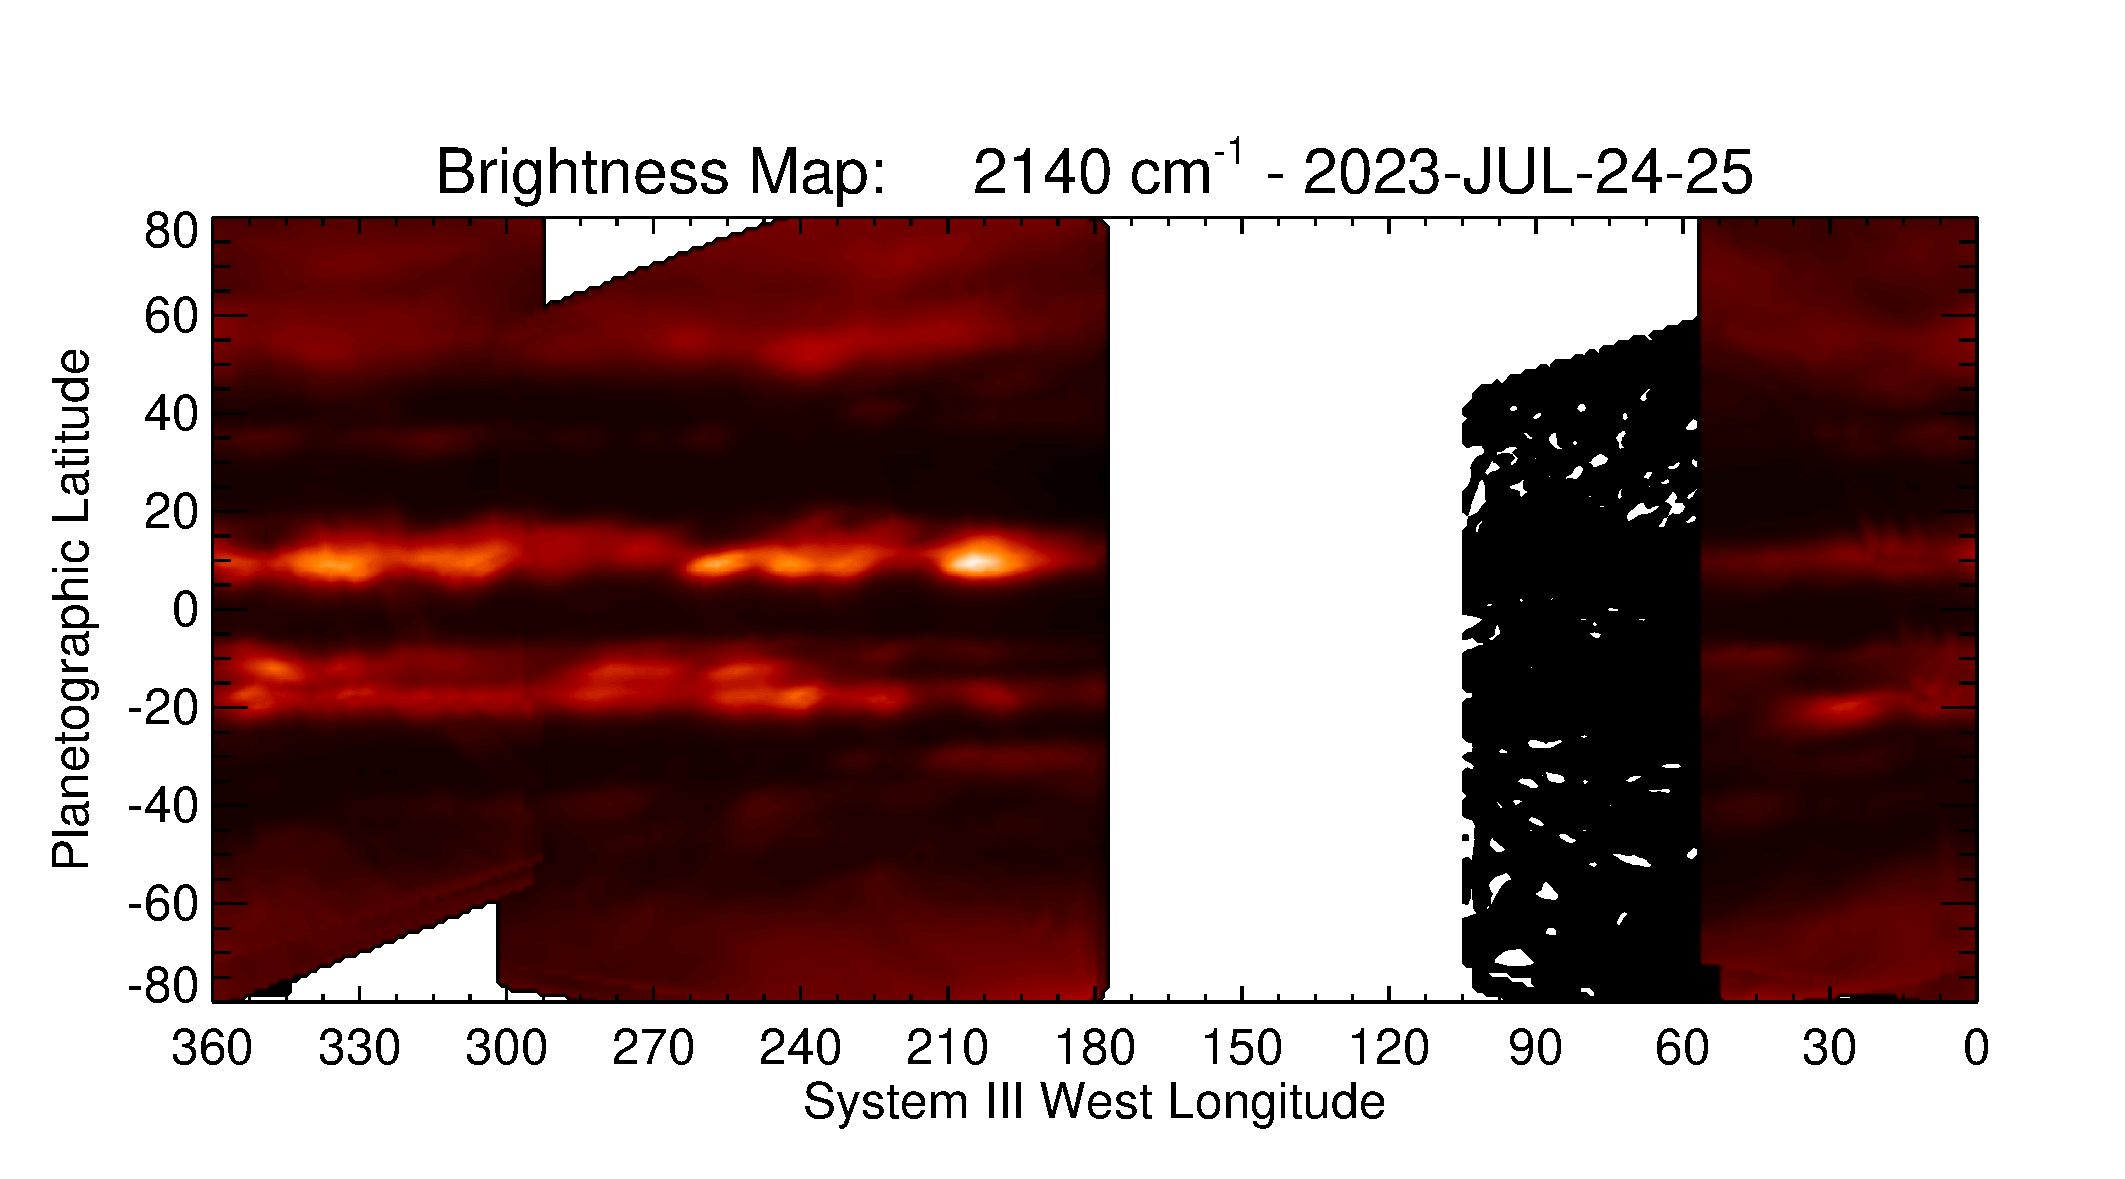 Brightness Map: 2140 cm⁻¹ - 2023-JUL-24-25
80
60
40
20
0
-20
-40
-60
-80
Planetographic Latitude
360 330 300 270 240 210 180 150 120 90 60 30 0
System III West Longitude